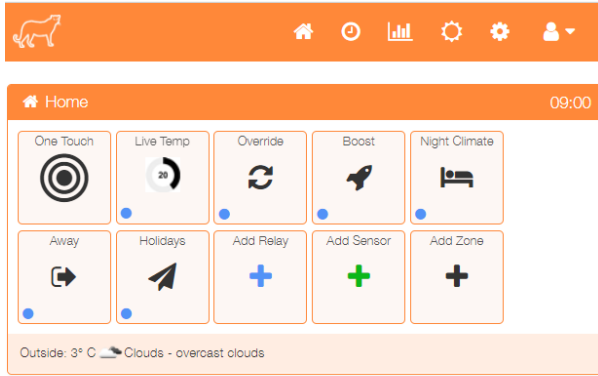 Home 09:00
One Touch Live Temp Override Boost Night Climate
20
Away Holidays Add Relay Add Sensor Add Zone
Outside: 3° C Clouds - overcast clouds